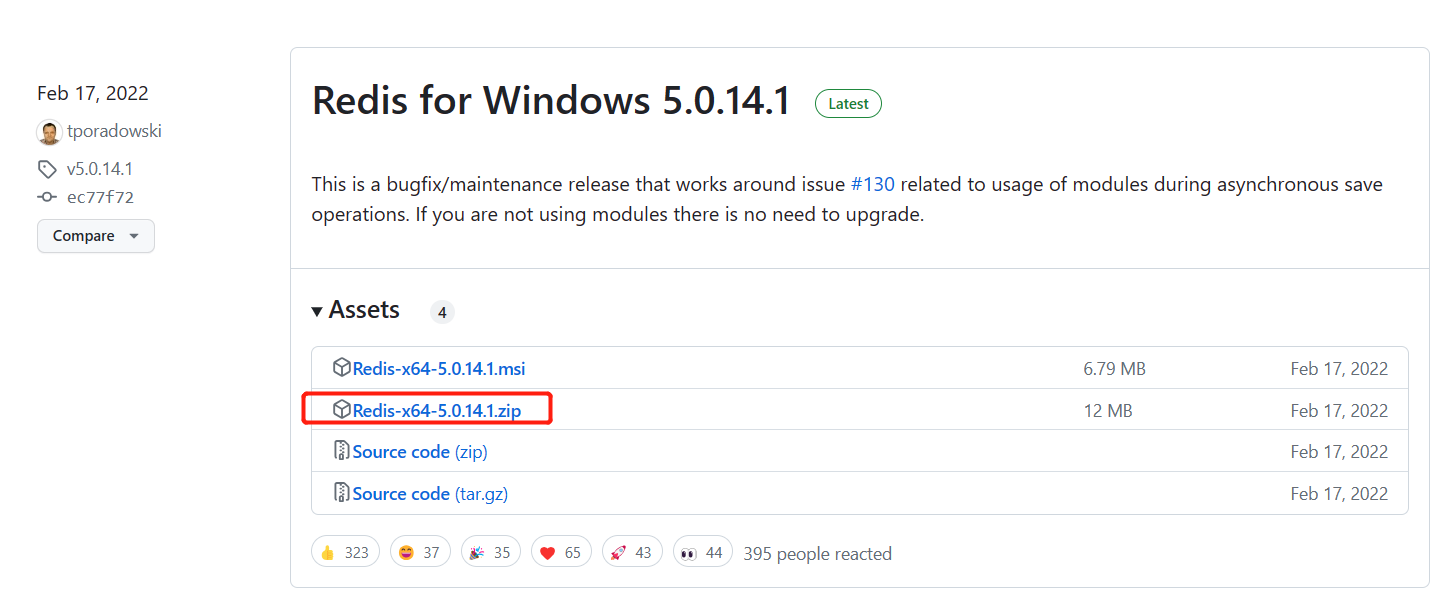 Feb 17, 2022
tporadowski
v5.0.14.1
ec77f72
Compare
Redis for Windows 5.0.14.1 Latest
This is a bugfix/maintenance release that works around issue #130 related to usage of modules during asynchronous save
operations. If you are not using modules there is no need to upgrade.
Assets 4
Redis-x64-5.0.14.1.msi 6.79 MB Feb 17, 2022
Redis-x64-5.0.14.1.zip 12 MB Feb 17, 2022
Source code (zip) Feb 17, 2022
Source code (tar.gz) Feb 17, 2022
👍 323 😄 37 🎉 35 ❤️ 65 🚀 43 👀 44 395 people reacted